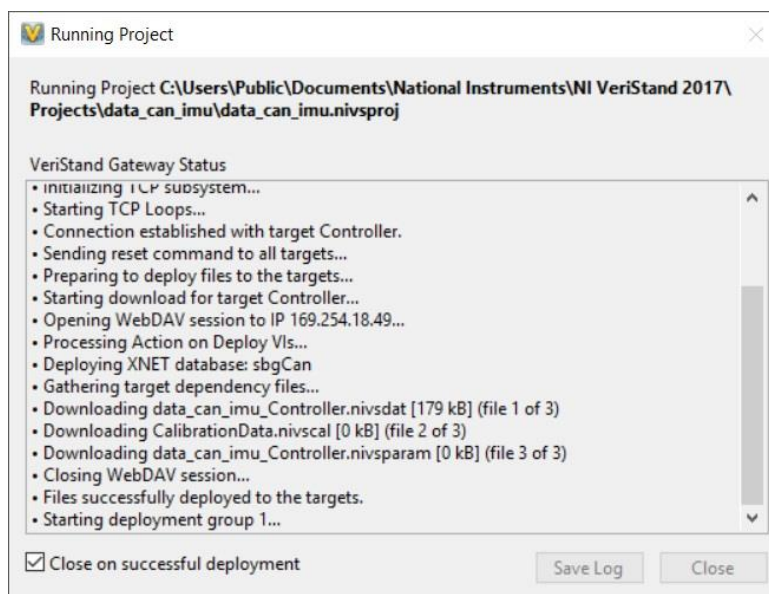 Running Project
Running Project C:\Users\Public\Documents\National Instruments\NI VeriStand 2017\
Projects\data_can_imu\data_can_imu.nivsproj
VeriStand Gateway Status
• Initializing TCP subsystem...
• Starting TCP Loops...
• Connection established with target Controller.
• Sending reset command to all targets...
• Preparing to deploy files to the targets...
• Starting download for target Controller...
• Opening WebDAV session to IP 169.254.18.49...
• Processing Action on Deploy VIs...
• Deploying XNET database: sbgCan
• Gathering target dependency files...
• Downloading data_can_imu_Controller.nivsdat [179 kB] (file 1 of 3)
• Downloading CalibrationData.nivscal [0 kB] (file 2 of 3)
• Downloading data_can_imu_Controller.nivsparam [0 kB] (file 3 of 3)
• Closing WebDAV session...
• Files successfully deployed to the targets.
• Starting deployment group 1...
Close on successful deployment
Save Log
Close